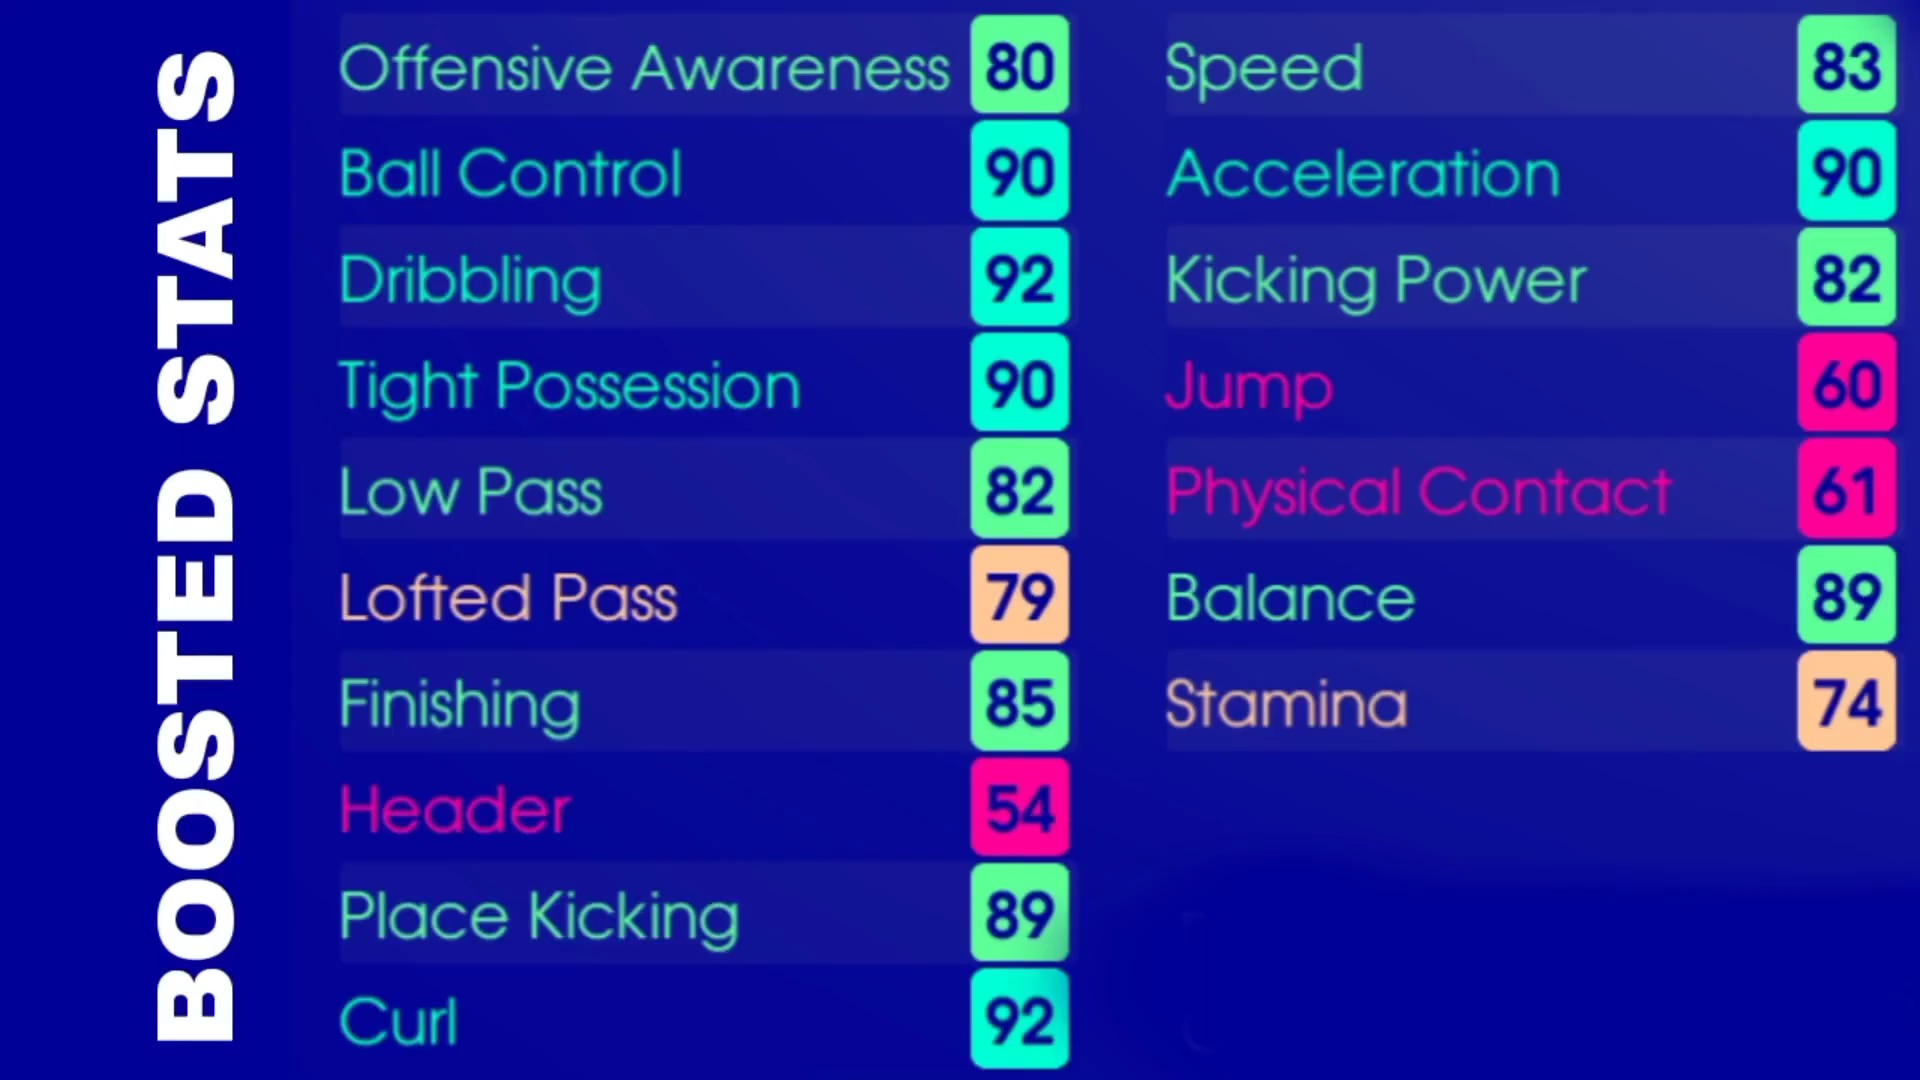 BOOSTED STATS
Offensive Awareness 80
Ball Control 90
Dribbling 92
Tight Possession 90
Low Pass 82
Lofted Pass 79
Finishing 85
Header 54
Place Kicking 89
Curl 92
Speed 83
Acceleration 90
Kicking Power 82
Jump 60
Physical Contact 61
Balance 89
Stamina 74